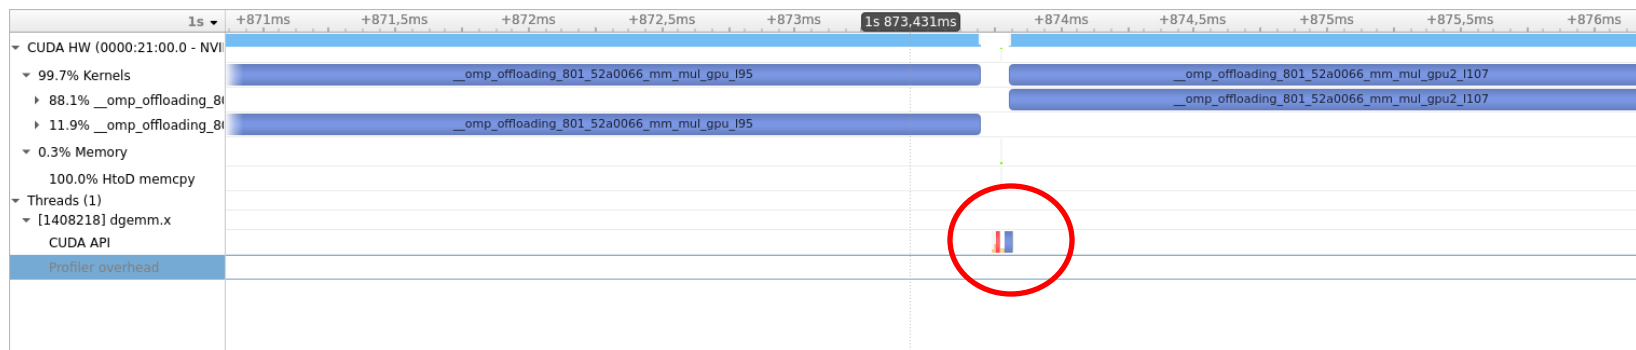 1s +871ms +871,5ms +872ms +872,5ms +873ms 1s 873,431ms +874ms +874,5ms +875ms +875,5ms +876ms
CUDA HW (0000:21:00.0 - NVI
99.7% Kernels __omp_offloading_801_52a0066_mm_mul_gpu_l95 __omp_offloading_801_52a0066_mm_mul_gpu2_l107
88.1% __omp_offloading_80 __omp_offloading_801_52a0066_mm_mul_gpu2_l107
11.9% __omp_offloading_80 __omp_offloading_801_52a0066_mm_mul_gpu_l95
0.3% Memory
100.0% HtoD memcpy
Threads (1)
[1408218] dgemm.x
CUDA API
Profiler overhead